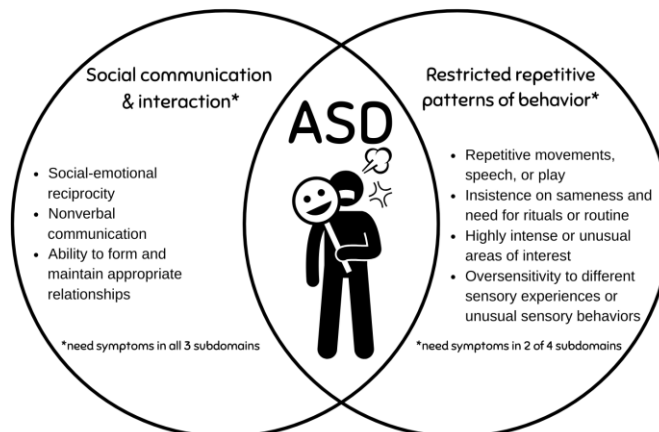 Social communication
& interaction*
• Social-emotional
reciprocity
• Nonverbal
communication
• Ability to form and
maintain appropriate
relationships
*need symptoms in all 3 subdomains
ASD
Restricted repetitive
patterns of behavior*
• Repetitive movements,
speech, or play
• Insistence on sameness and
need for rituals or routine
• Highly intense or unusual
areas of interest
• Oversensitivity to different
sensory experiences or
unusual sensory behaviors
*need symptoms in 2 of 4 subdomains